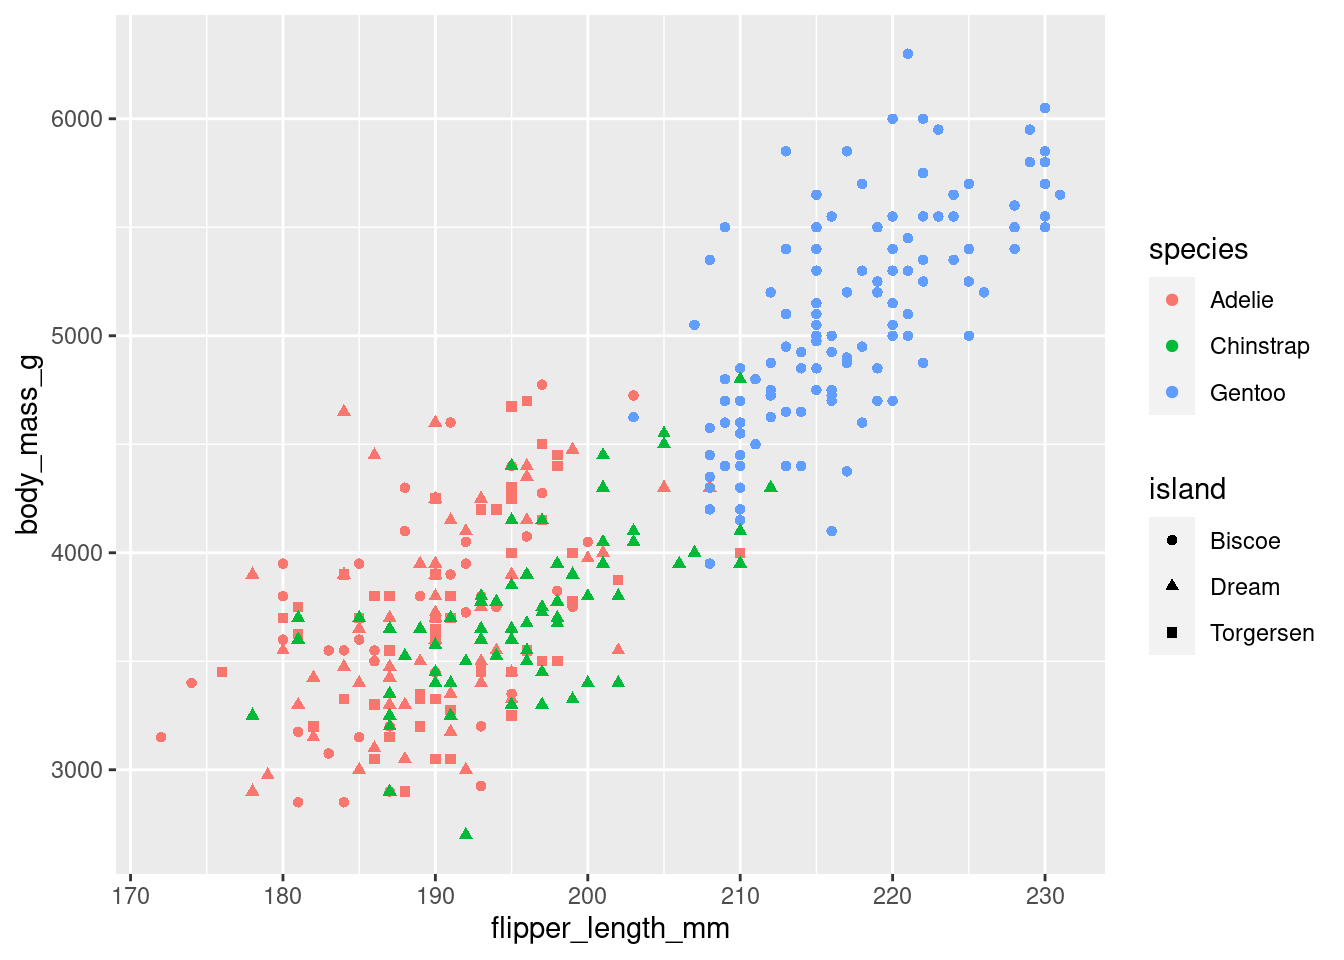 6000
5000
4000
3000
body_mass_g
170 180 190 200 210 220 230
flipper_length_mm
species
Adelie
Chinstrap
Gentoo
island
Biscoe
Dream
Torgersen